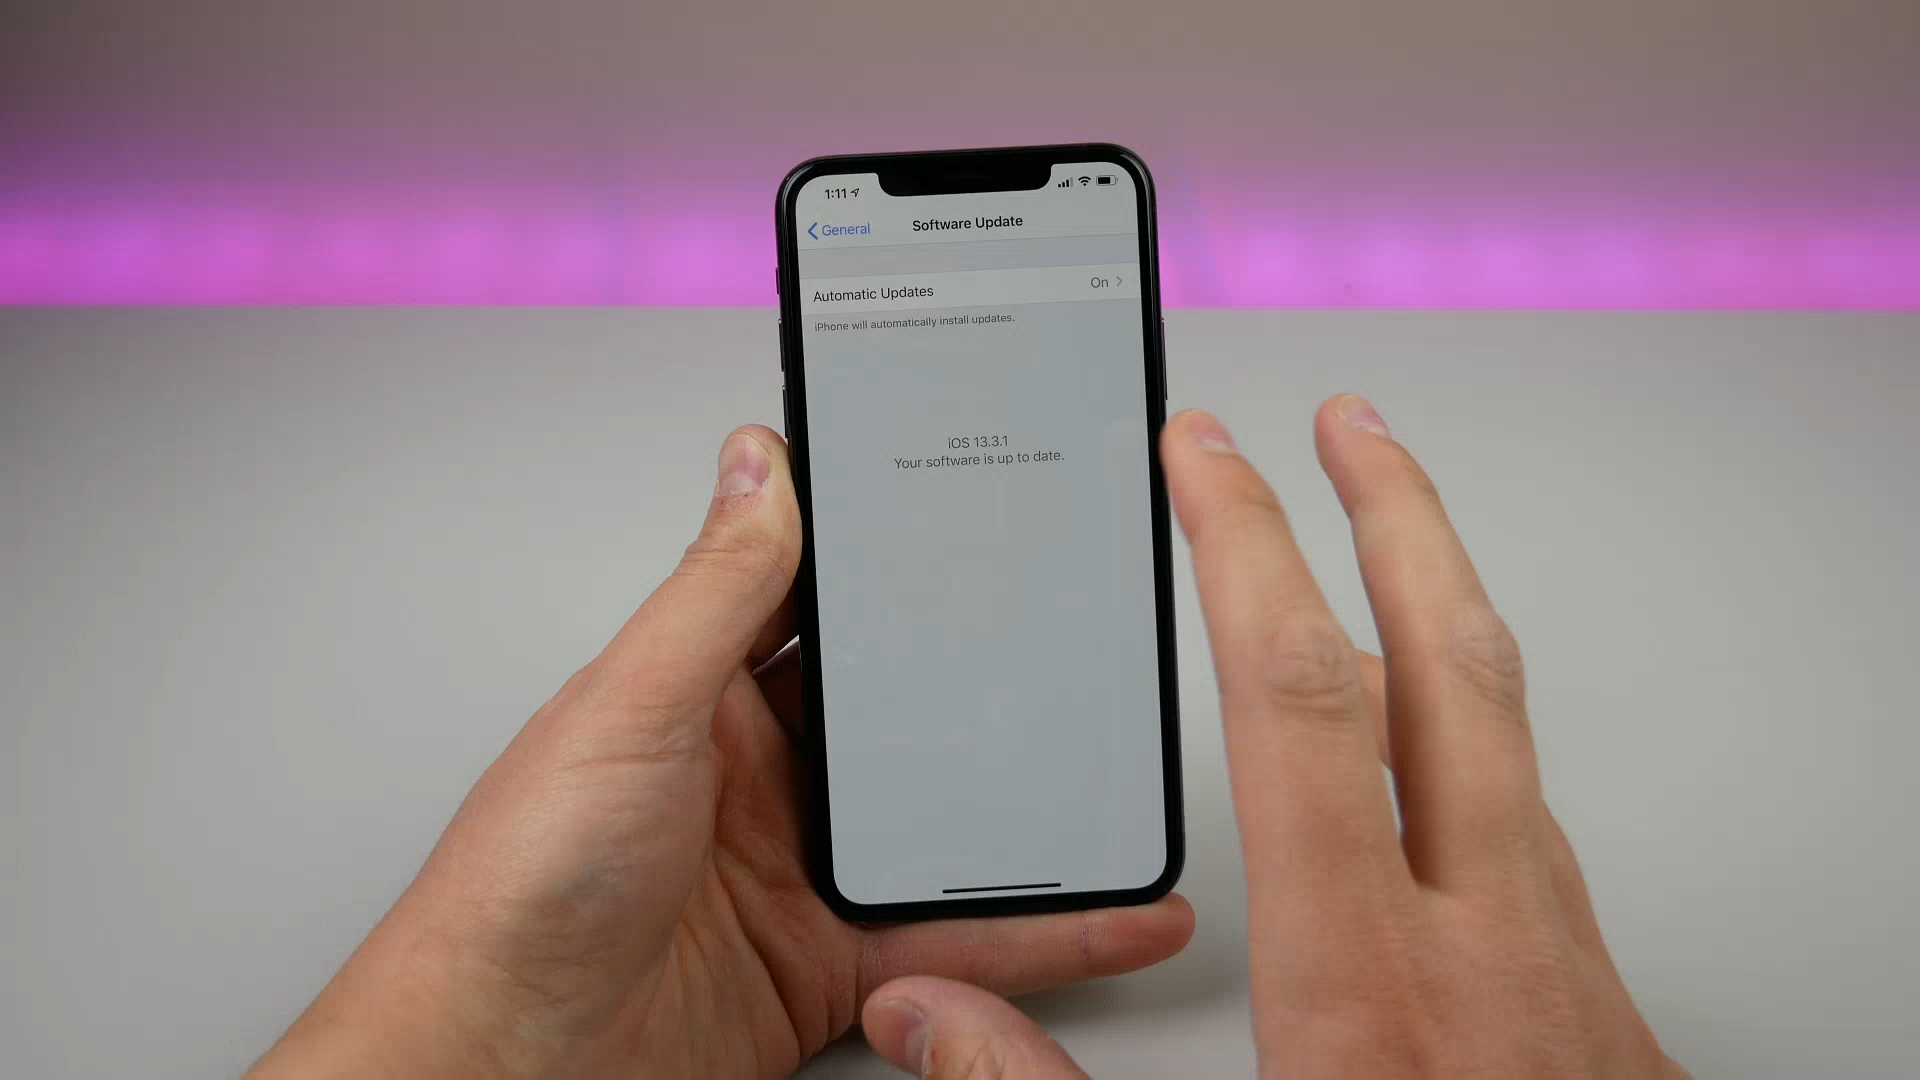 1:11
General
Software Update
Automatic Updates
On
iPhone will automatically install updates.
iOS 13.3.1
Your software is up to date.